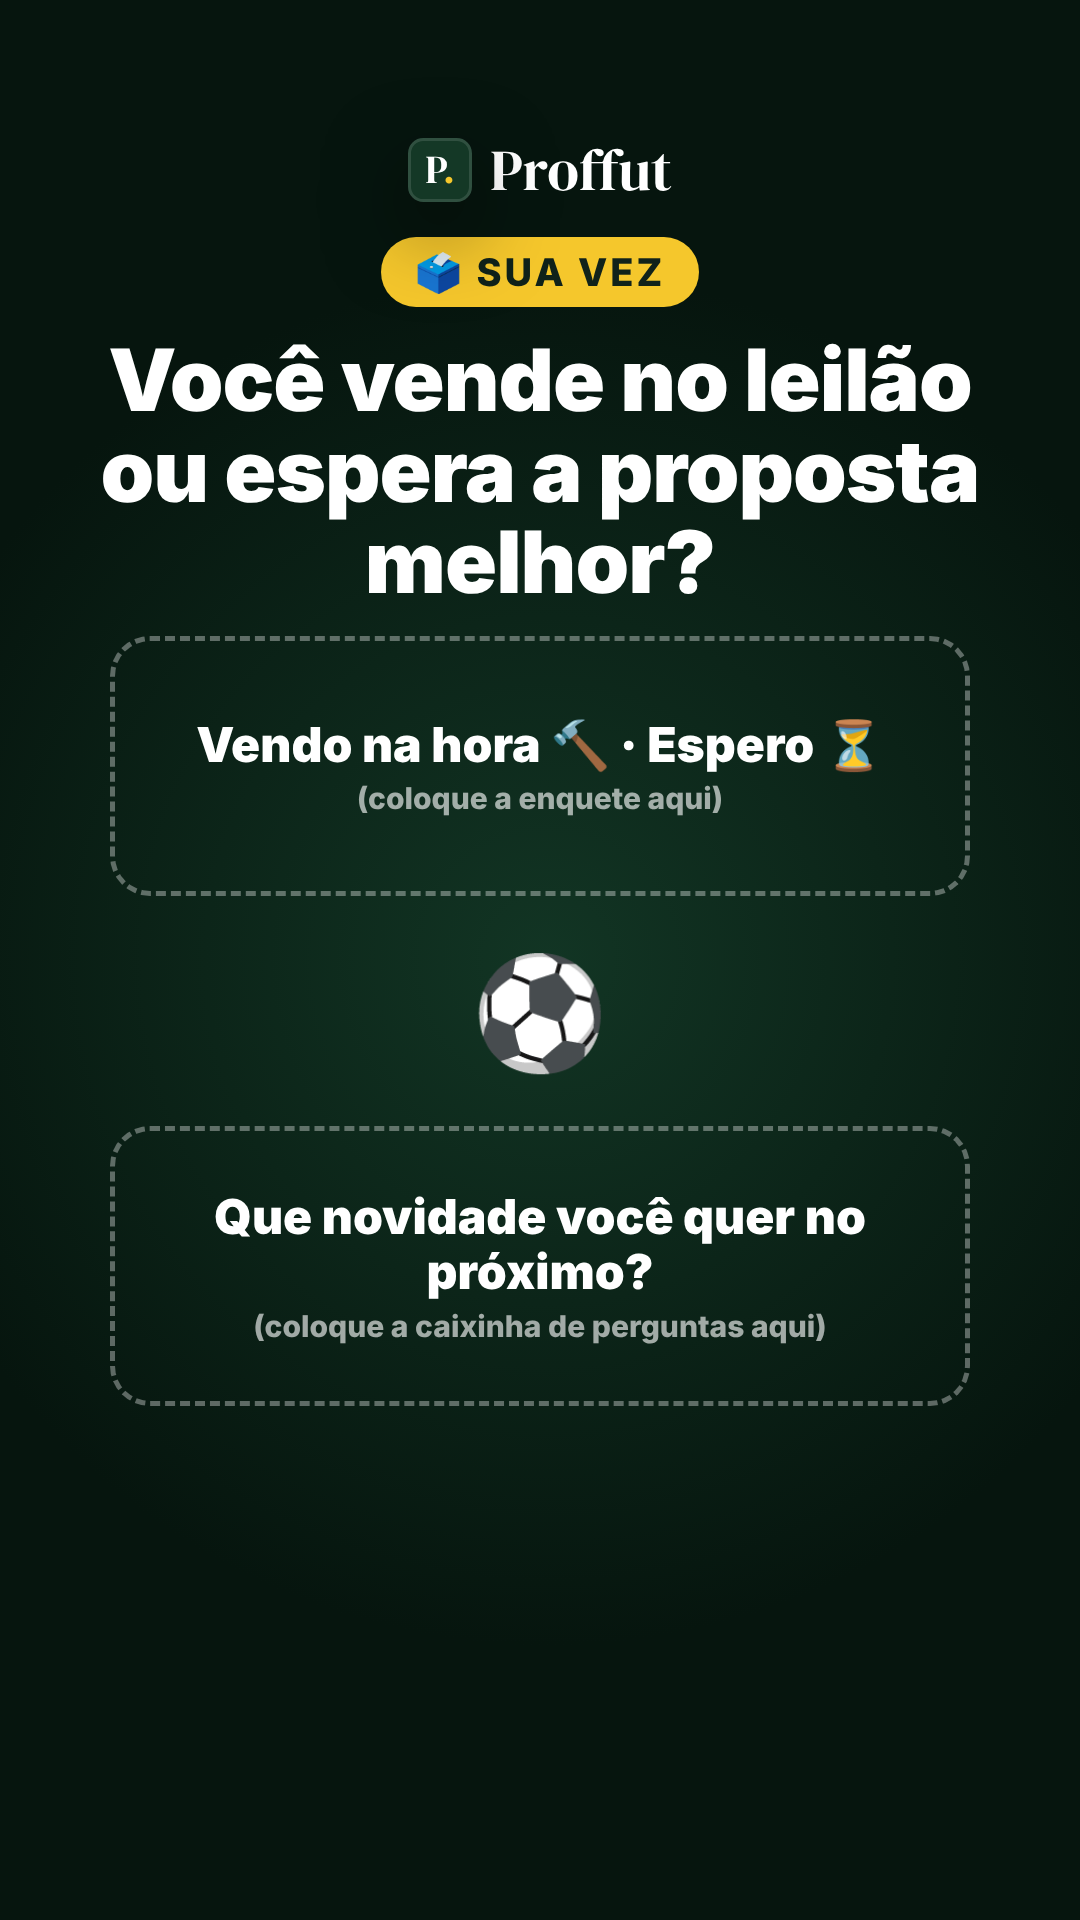 P. Proffut
🗳️ SUA VEZ
Você vende no leilão
ou espera a proposta
melhor?
Vendo na hora 🔨 · Espero ⏳
(coloque a enquete aqui)
Que novidade você quer no
próximo?
(coloque a caixinha de perguntas aqui)